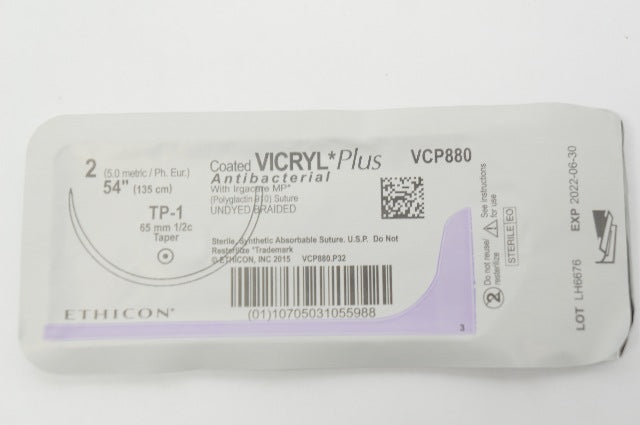 2 (5.0 metric / Ph. Eur.)
54" (135 cm)
TP-1
65 mm 1/2c
Taper
ETHICON*
Coated VICRYL* Plus VCP880
Antibacterial
With Irgacare MP*
(Polyglactin 910) Suture
UNDYED BRAIDED
Sterile, Synthetic Absorbable Suture. U.S.P. Do Not
Resterilize *Trademark
© ETHICON, INC 2015 VCP880.P32
(01)10705031055988
3
2 Do not reuse/
resterilize
See instructions
for use
STERILE EO
EXP 2022-06-30
LOT LH6676